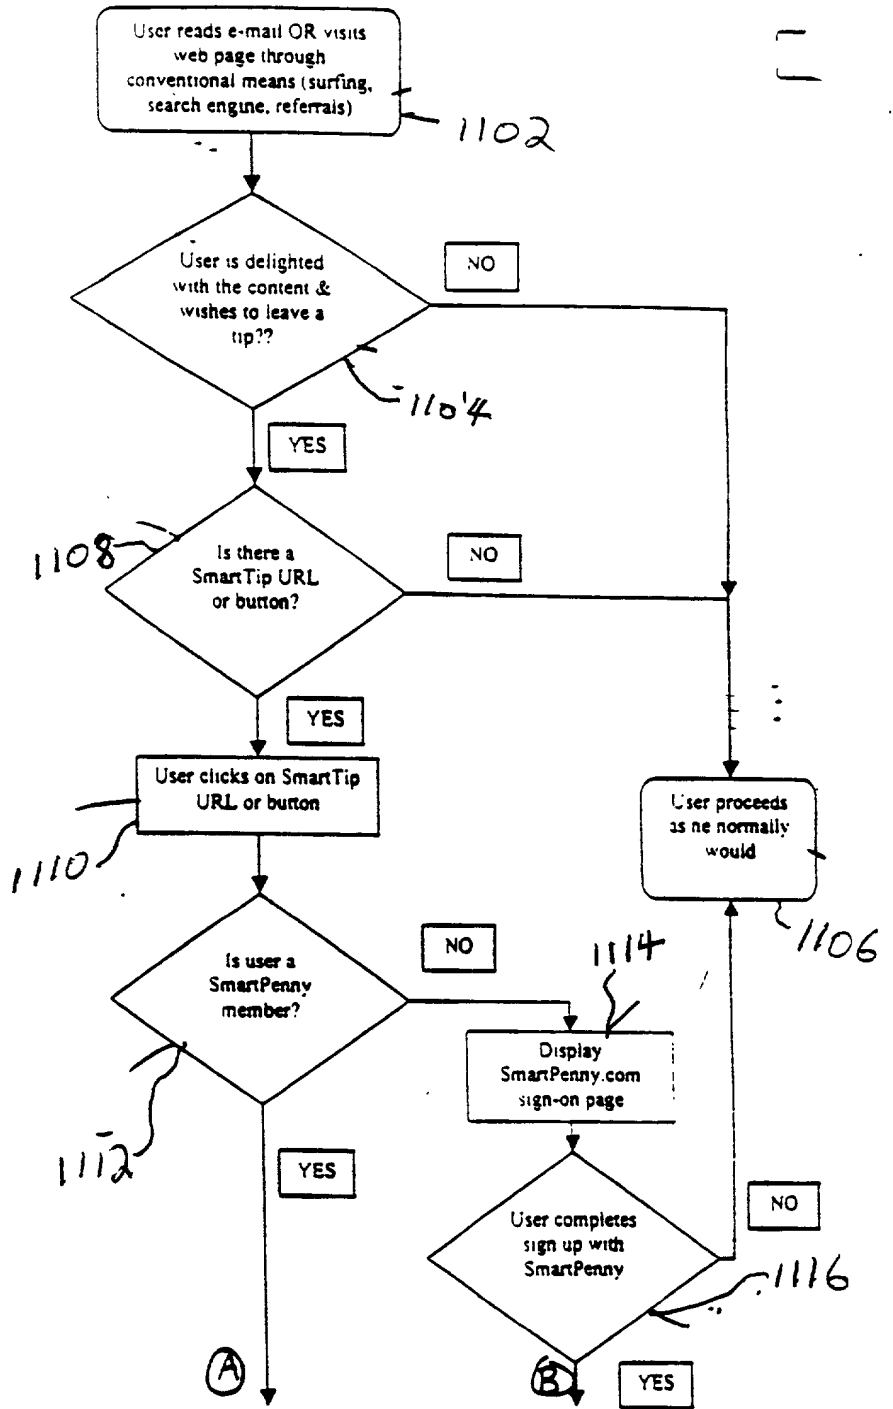 User reads e-mail OR visits
web page through
conventional means (surfing,
search engine, referrals)
1102
User is delighted
with the content &
wishes to leave a
tip??
NO
1104
YES
1108
Is there a
SmartTip URL
or button?
NO
YES
User clicks on SmartTip
URL or button
1110
User proceeds
as he normally
would
1106
Is user a
SmartPenny
member?
NO
1112
1114
Display
SmartPenny.com
sign-on page
YES
User completes
sign up with
SmartPenny
NO
1116
A
B
YES